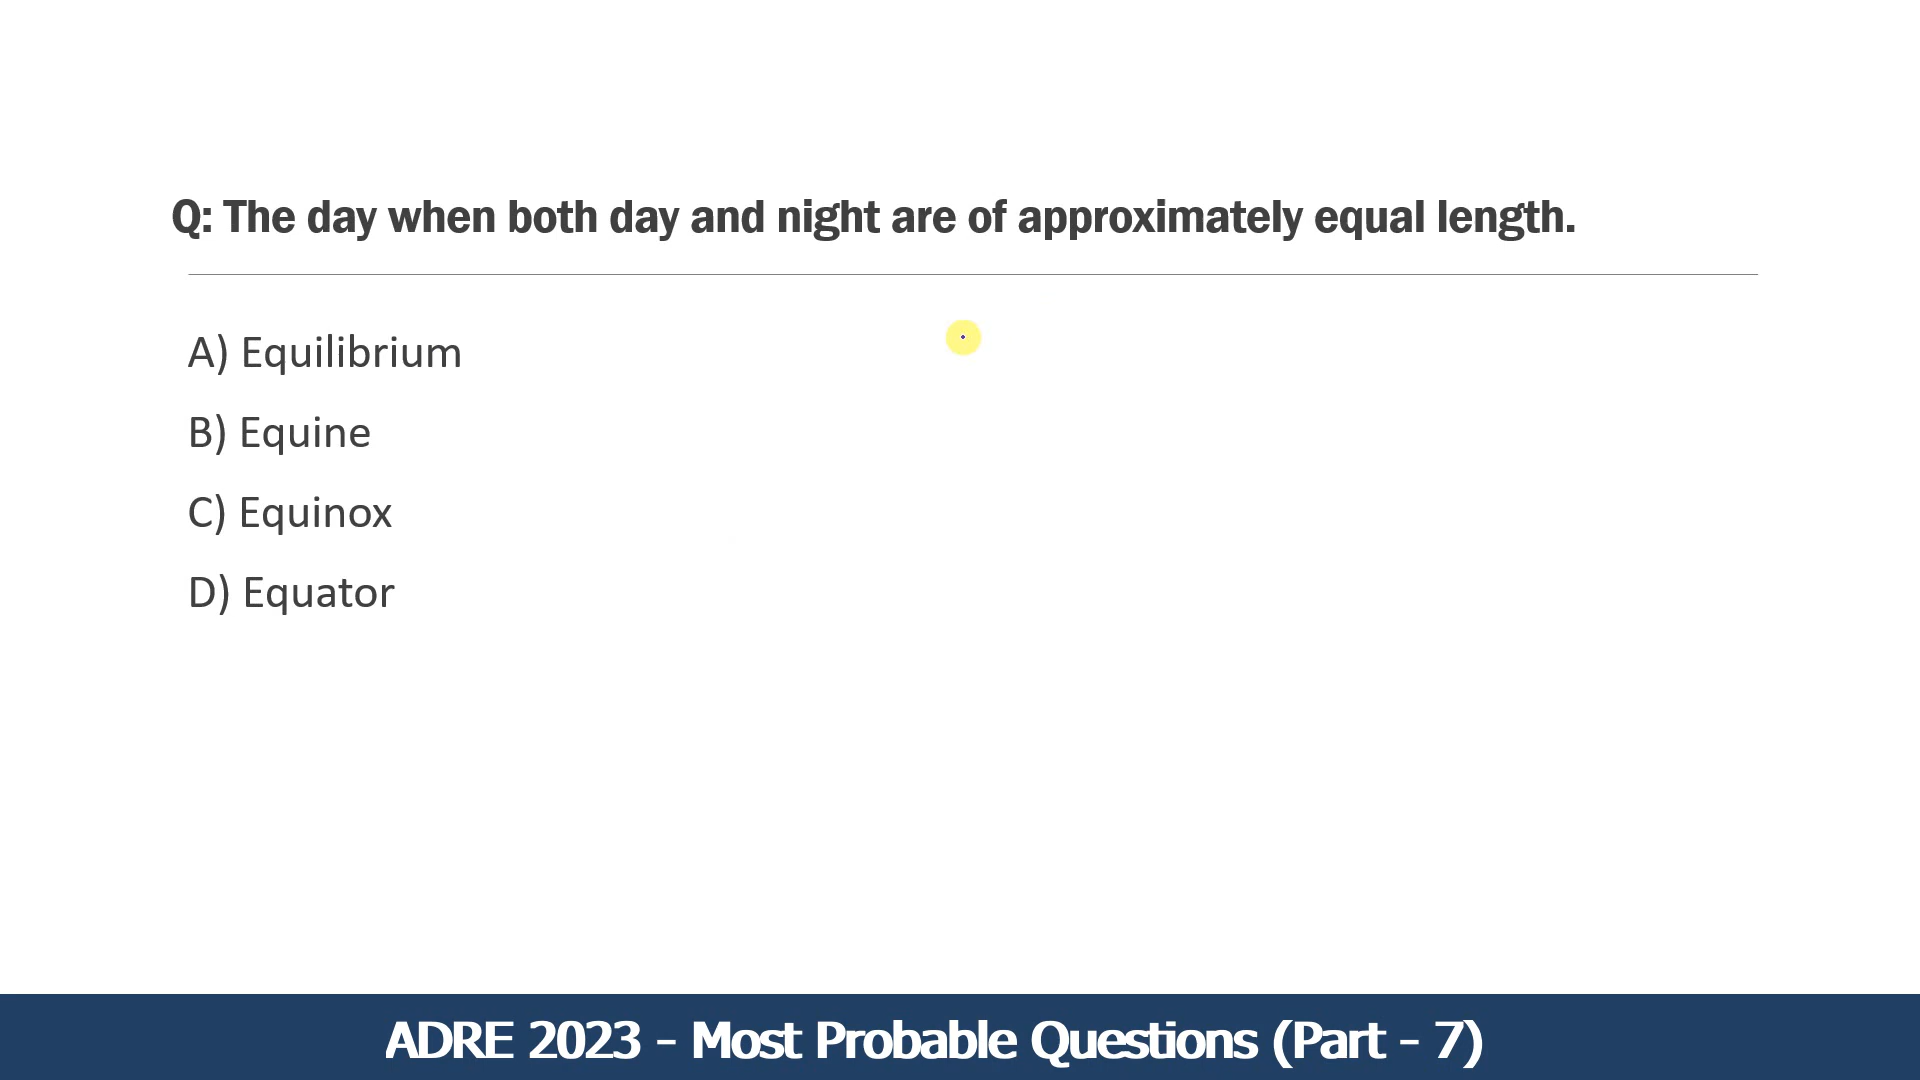 Q: The day when both day and night are of approximately equal length.
A) Equilibrium
B) Equine
C) Equinox
D) Equator
ADRE 2023 - Most Probable Questions (Part - 7)